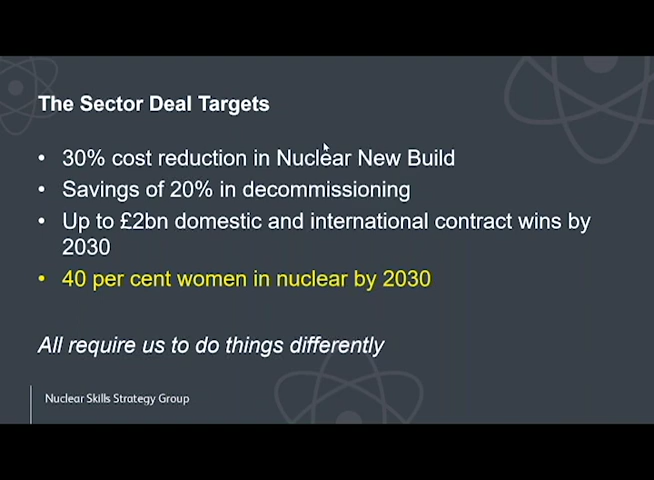 The Sector Deal Targets
• 30% cost reduction in Nuclear New Build
• Savings of 20% in decommissioning
• Up to £2bn domestic and international contract wins by
2030
• 40 per cent women in nuclear by 2030
All require us to do things differently
Nuclear Skills Strategy Group